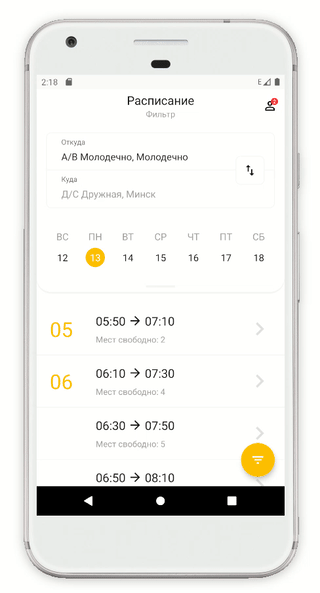 2:18
Расписание
Фильтр
Откуда
А/В Молодечно, Молодечно
Куда
Д/С Дружная, Минск
ВС ПН ВТ СР ЧТ ПТ СБ
12 13 14 15 16 17 18
05 05:50 → 07:10
Мест свободно: 2
06 06:10 → 07:30
Мест свободно: 4
06:30 → 07:50
Мест свободно: 5
06:50 → 08:10